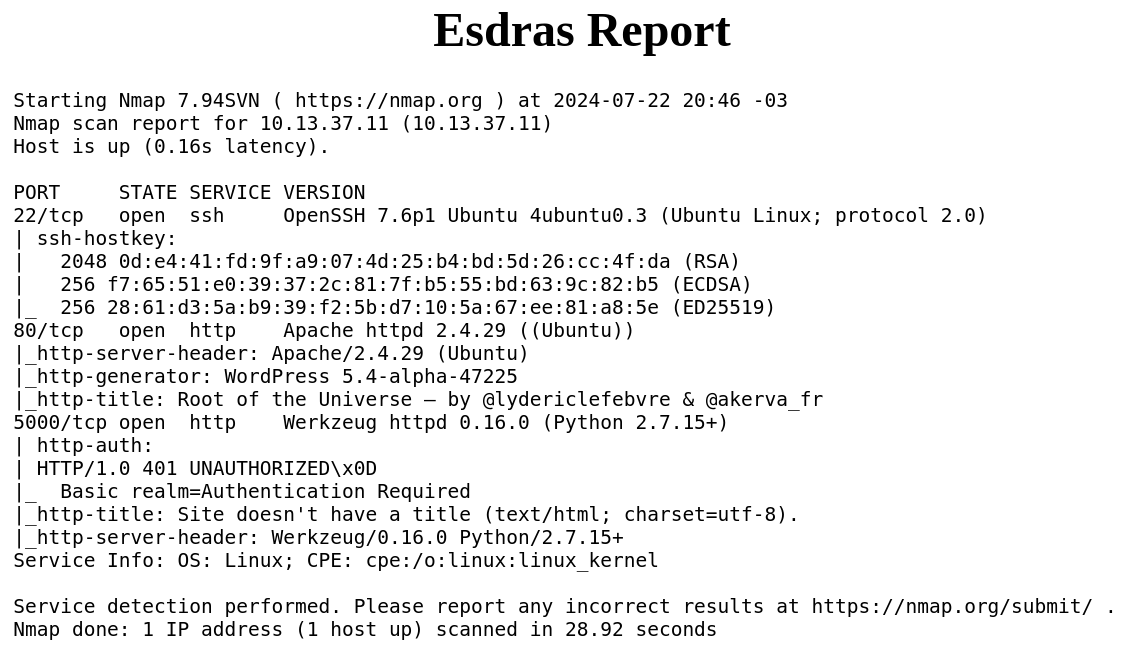 Esdras Report
Starting Nmap 7.94SVN ( https://nmap.org ) at 2024-07-22 20:46 -03
Nmap scan report for 10.13.37.11 (10.13.37.11)
Host is up (0.16s latency).

PORT     STATE SERVICE VERSION
22/tcp   open  ssh     OpenSSH 7.6p1 Ubuntu 4ubuntu0.3 (Ubuntu Linux; protocol 2.0)
| ssh-hostkey:
|   2048 0d:e4:41:fd:9f:a9:07:4d:25:b4:bd:5d:26:cc:4f:da (RSA)
|   256 f7:65:51:e0:39:37:2c:81:7f:b5:55:bd:63:9c:82:b5 (ECDSA)
|_  256 28:61:d3:5a:b9:39:f2:5b:d7:10:5a:67:ee:81:a8:5e (ED25519)
80/tcp   open  http    Apache httpd 2.4.29 ((Ubuntu))
|_http-server-header: Apache/2.4.29 (Ubuntu)
|_http-generator: WordPress 5.4-alpha-47225
|_http-title: Root of the Universe – by @lydericlefebvre & @akerva_fr
5000/tcp open  http    Werkzeug httpd 0.16.0 (Python 2.7.15+)
| http-auth:
| HTTP/1.0 401 UNAUTHORIZED\x0D
|_  Basic realm=Authentication Required
|_http-title: Site doesn't have a title (text/html; charset=utf-8).
|_http-server-header: Werkzeug/0.16.0 Python/2.7.15+
Service Info: OS: Linux; CPE: cpe:/o:linux:linux_kernel

Service detection performed. Please report any incorrect results at https://nmap.org/submit/ .
Nmap done: 1 IP address (1 host up) scanned in 28.92 seconds